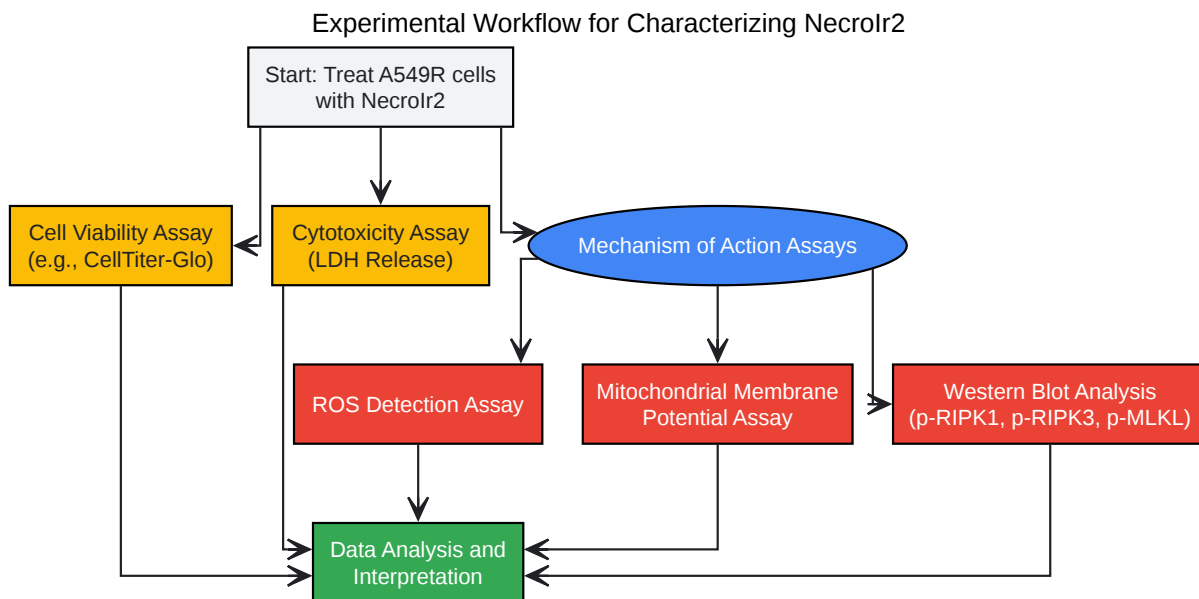 Experimental Workflow for Characterizing NecroIr2
Start: Treat A549R cells
with NecroIr2
Cell Viability Assay
(e.g., CellTiter-Glo)
Cytotoxicity Assay
(LDH Release)
Mechanism of Action Assays
ROS Detection Assay
Mitochondrial Membrane
Potential Assay
Western Blot Analysis
(p-RIPK1, p-RIPK3, p-MLKL)
Data Analysis and
Interpretation